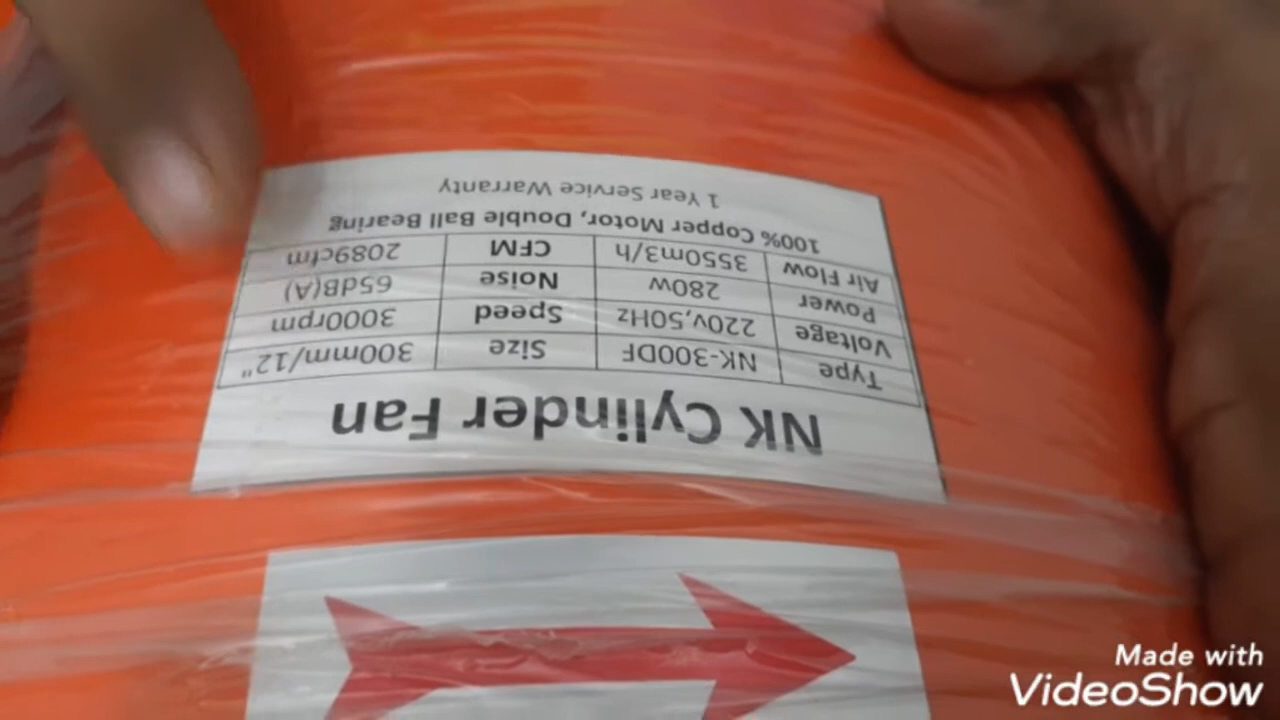 NK Cylinder Fan
Type NK-300DF Size 300mm/12"
Voltage 220v,50Hz Speed 3000rpm
Power 280w Noise 65dB(A)
Air Flow 3550m3/h CFM 2089cfm
100% Copper Motor, Double Ball Bearing
1 Year Service Warranty
Made with
VideoShow